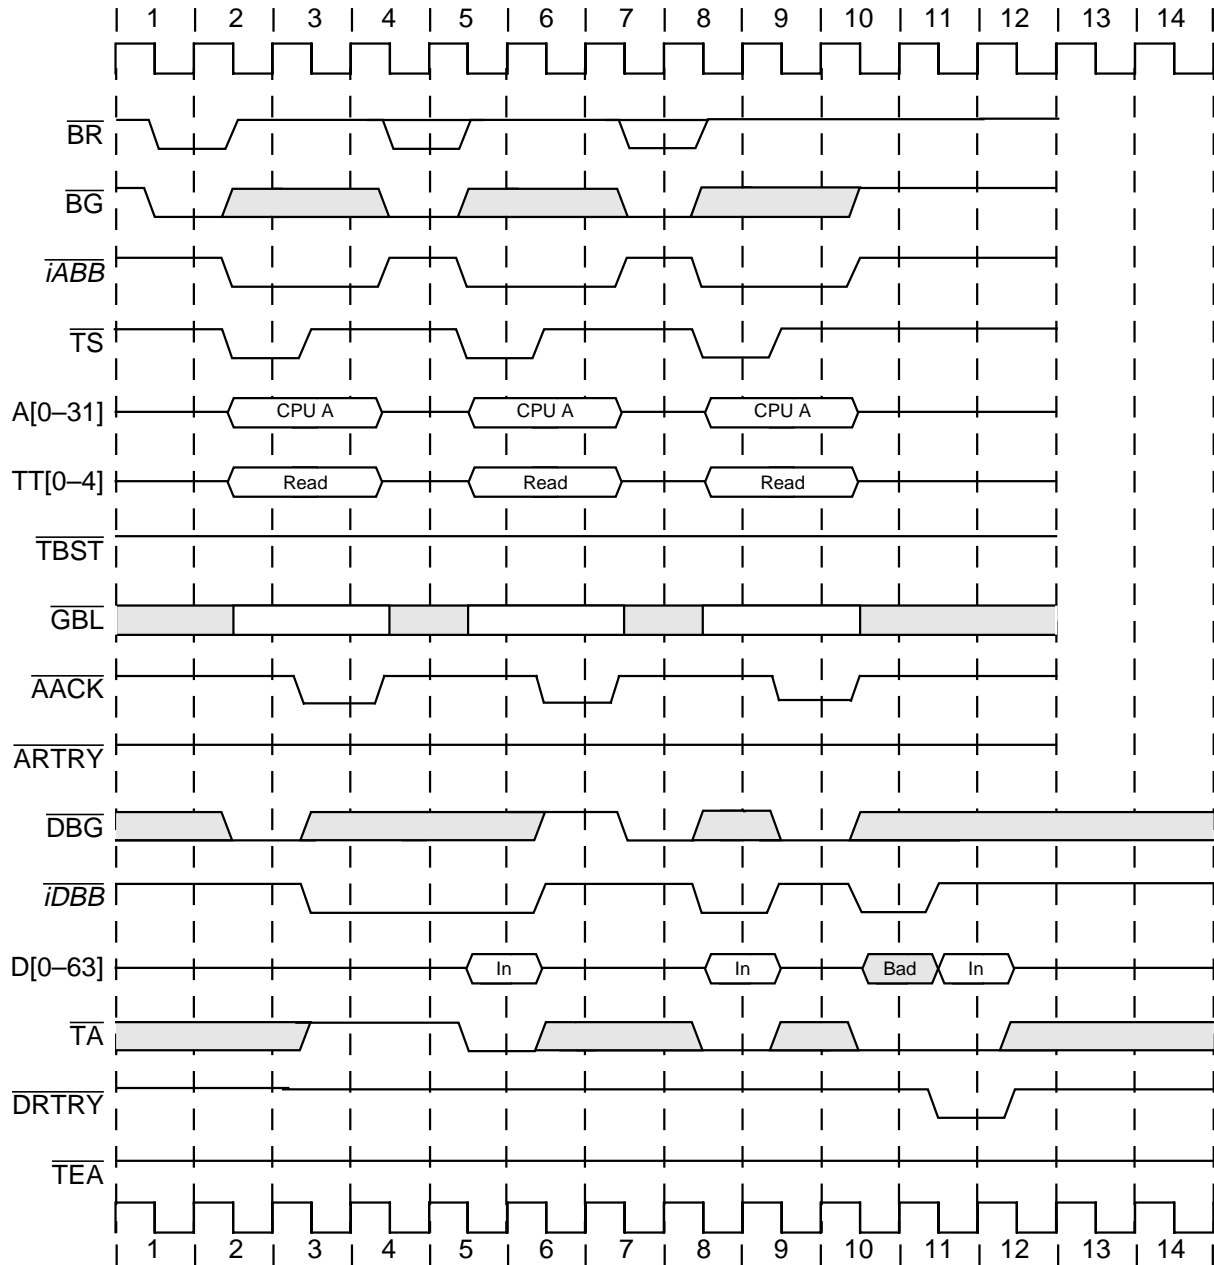 1 2 3 4 5 6 7 8 9 10 11 12 13 14
BR
BG
iABB
TS
A[0–31] CPU A CPU A CPU A
TT[0–4] Read Read Read
TBST
GBL
AACK
ARTRY
DBG
iDBB
D[0–63] In In Bad In
TA
DRTRY
TEA
1 2 3 4 5 6 7 8 9 10 11 12 13 14